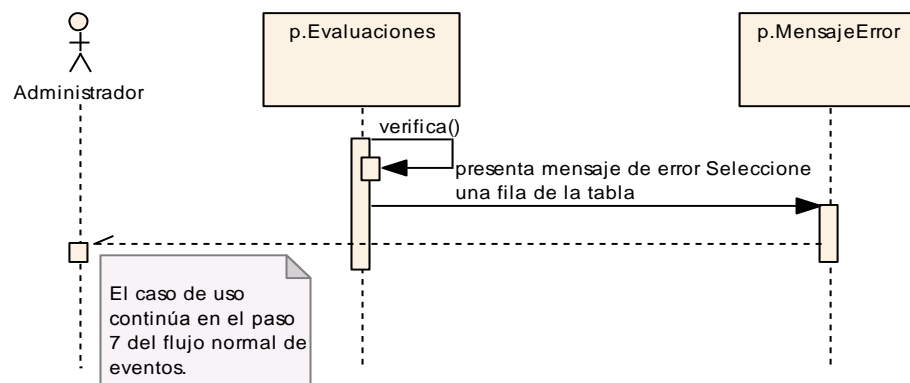 Administrador
p.Evaluaciones
p.MensajeError
verifica()
presenta mensaje de error Seleccione
una fila de la tabla
El caso de uso
continúa en el paso
7 del flujo normal de
eventos.